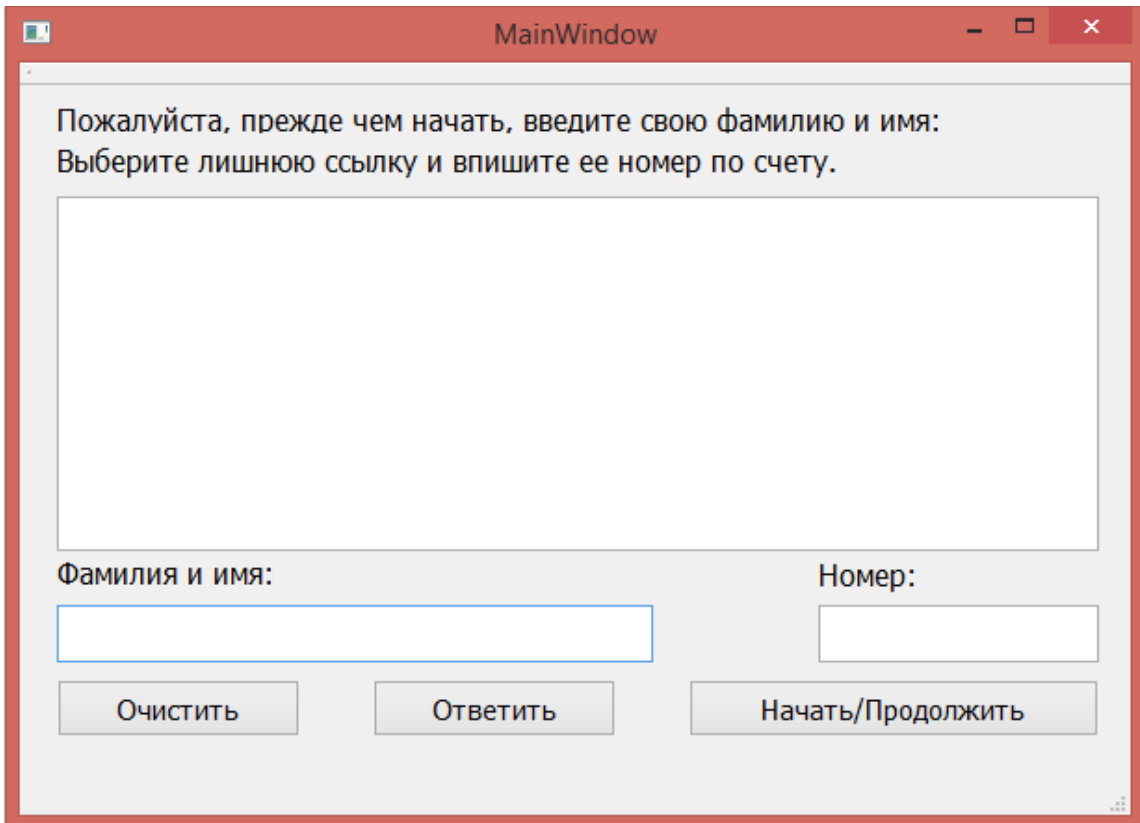 MainWindow
Пожалуйста, прежде чем начать, введите свою фамилию и имя:
Выберите лишнюю ссылку и впишите ее номер по счету.
Фамилия и имя:
Номер:
Очистить
Ответить
Начать/Продолжить